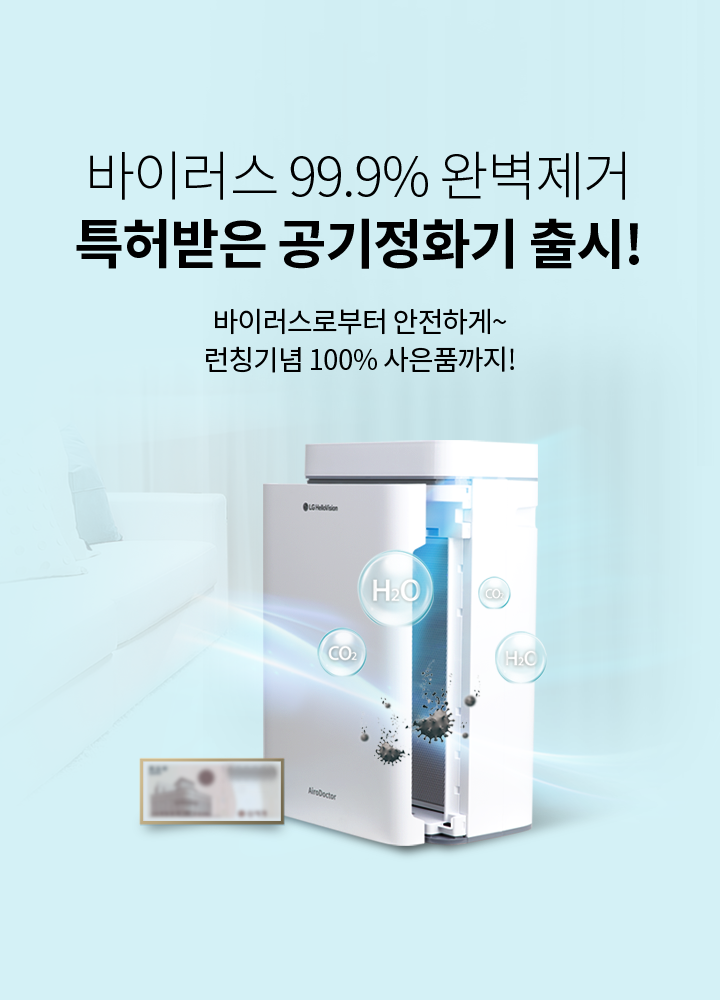 바이러스 99.9% 완벽제거
특허받은 공기정화기 출시!
바이러스로부터 안전하게~
런칭기념 100% 사은품까지!
LG HelloVision
H₂O
CO₂
CO₂
H₂C
AiroDoctor